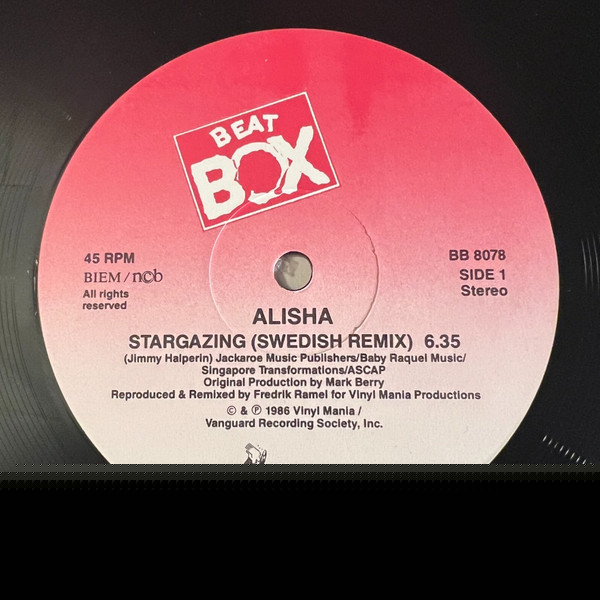 BEAT
BOX
45 RPM
BIEM / n©b
All rights
reserved
BB 8078
SIDE 1
Stereo
ALISHA
STARGAZING (SWEDISH REMIX) 6.35
(Jimmy Halperin) Jackaroe Music Publishers/Baby Raquel Music/
Singapore Transformations/ASCAP
Original Production by Mark Berry
Reproduced & Remixed by Fredrik Ramel for Vinyl Mania Productions
© & ℗ 1986 Vinyl Mania /
Vanguard Recording Society, Inc.